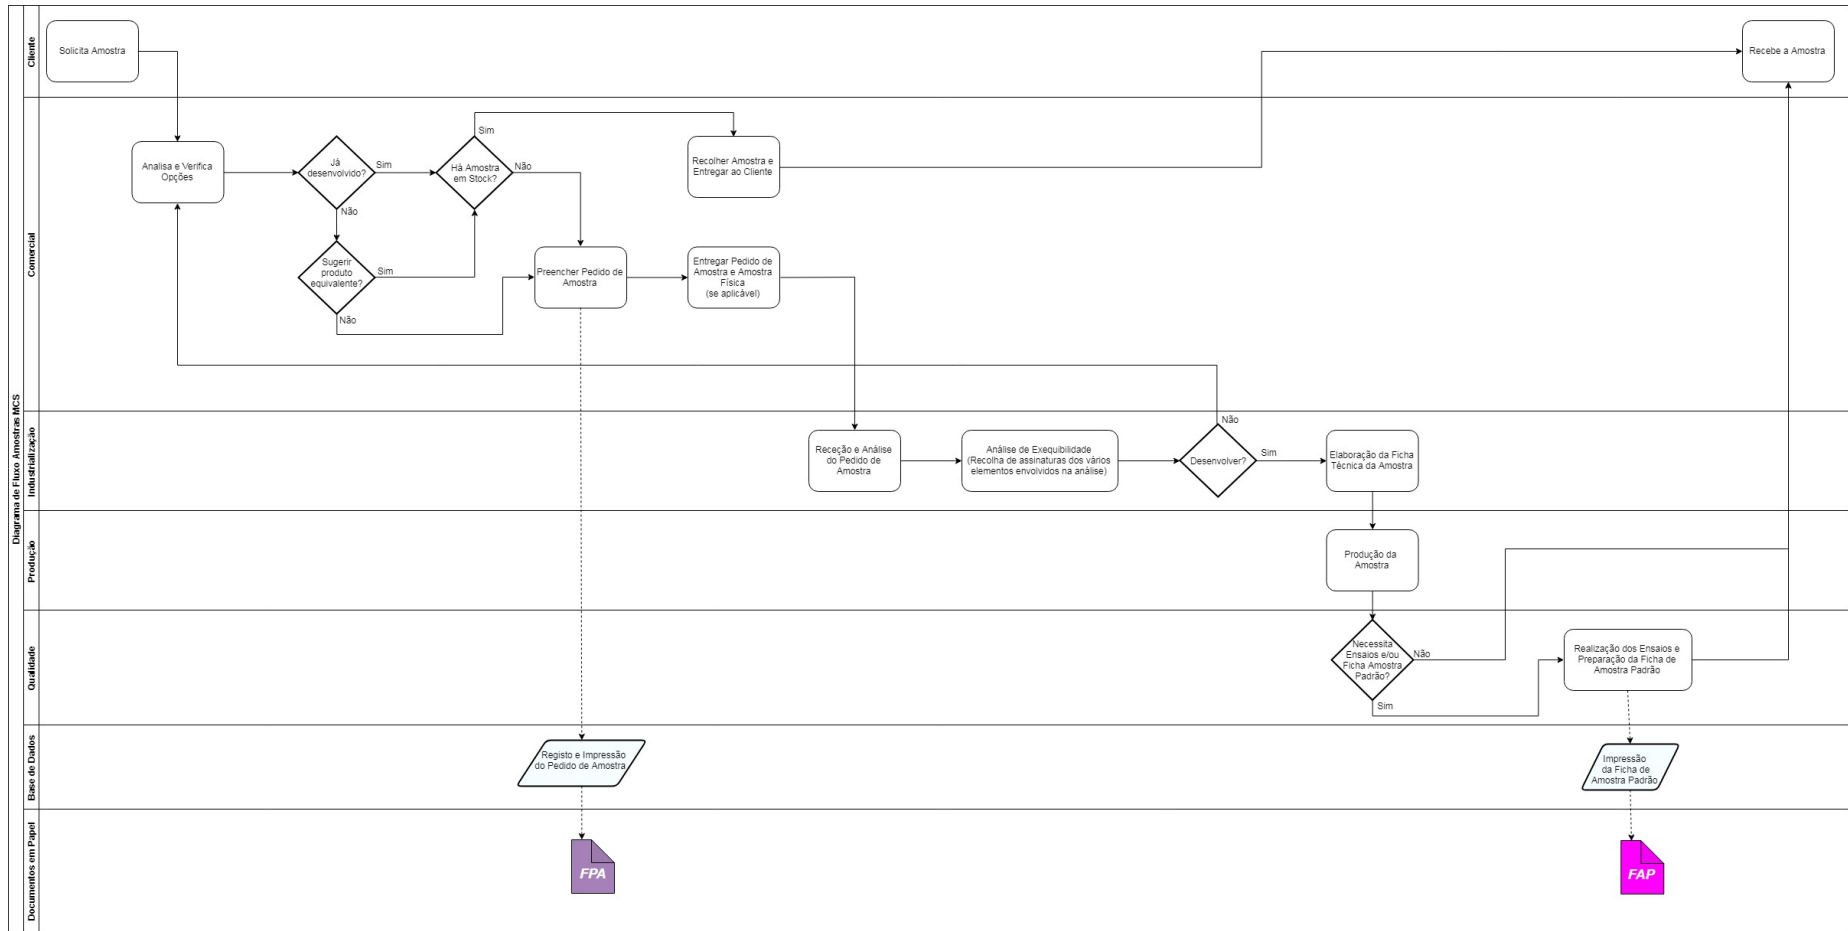 Diagrama de Fluxo Amostras MCS
Cliente
Solicita Amostra
Recebe a Amostra
Comercial
Analisa e Verifica
Opções
Já
desenvolvido?
Sim
Não
Há Amostra
em Stock?
Sim
Não
Recolher Amostra e
Entregar ao Cliente
Sugerir
produto
equivalente?
Sim
Não
Preencher Pedido de
Amostra
Entregar Pedido de
Amostra e Amostra
Física
(se aplicável)
Industrialização
Receção e Análise
do Pedido de
Amostra
Análise de Exequibilidade
(Recolha de assinaturas dos vários
elementos envolvidos na análise)
Desenvolver?
Não
Sim
Elaboração da Ficha
Técnica da Amostra
Produção
Produção da
Amostra
Qualidade
Necessita
Ensaios e/ou
Ficha Amostra
Padrão?
Não
Sim
Realização dos Ensaios e
Preparação da Ficha de
Amostra Padrão
Base de Dados
Registo e Impressão
do Pedido de Amostra
Impressão
da Ficha de
Amostra Padrão
Documentos em Papel
FPA
FAP